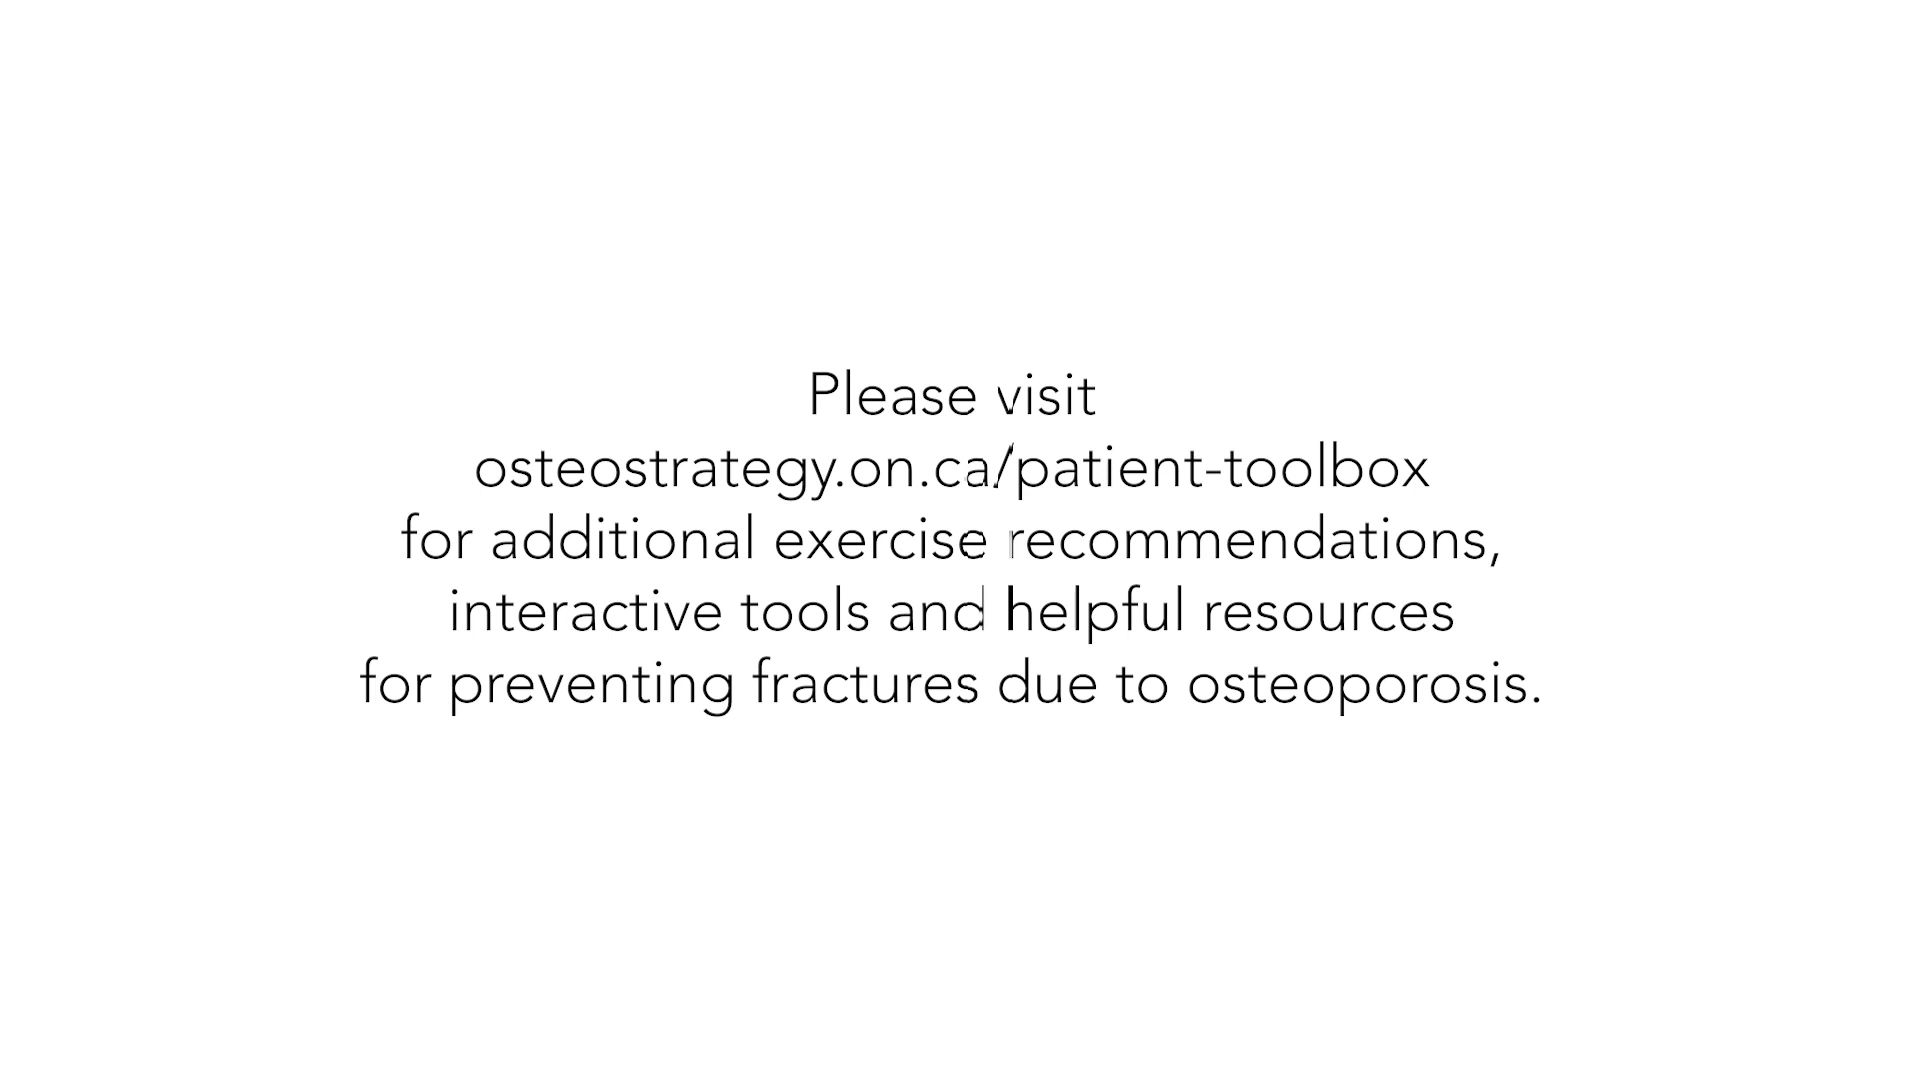 Please visit
osteostrategy.on.ca/patient-toolbox
for additional exercise recommendations,
interactive tools and helpful resources
for preventing fractures due to osteoporosis.